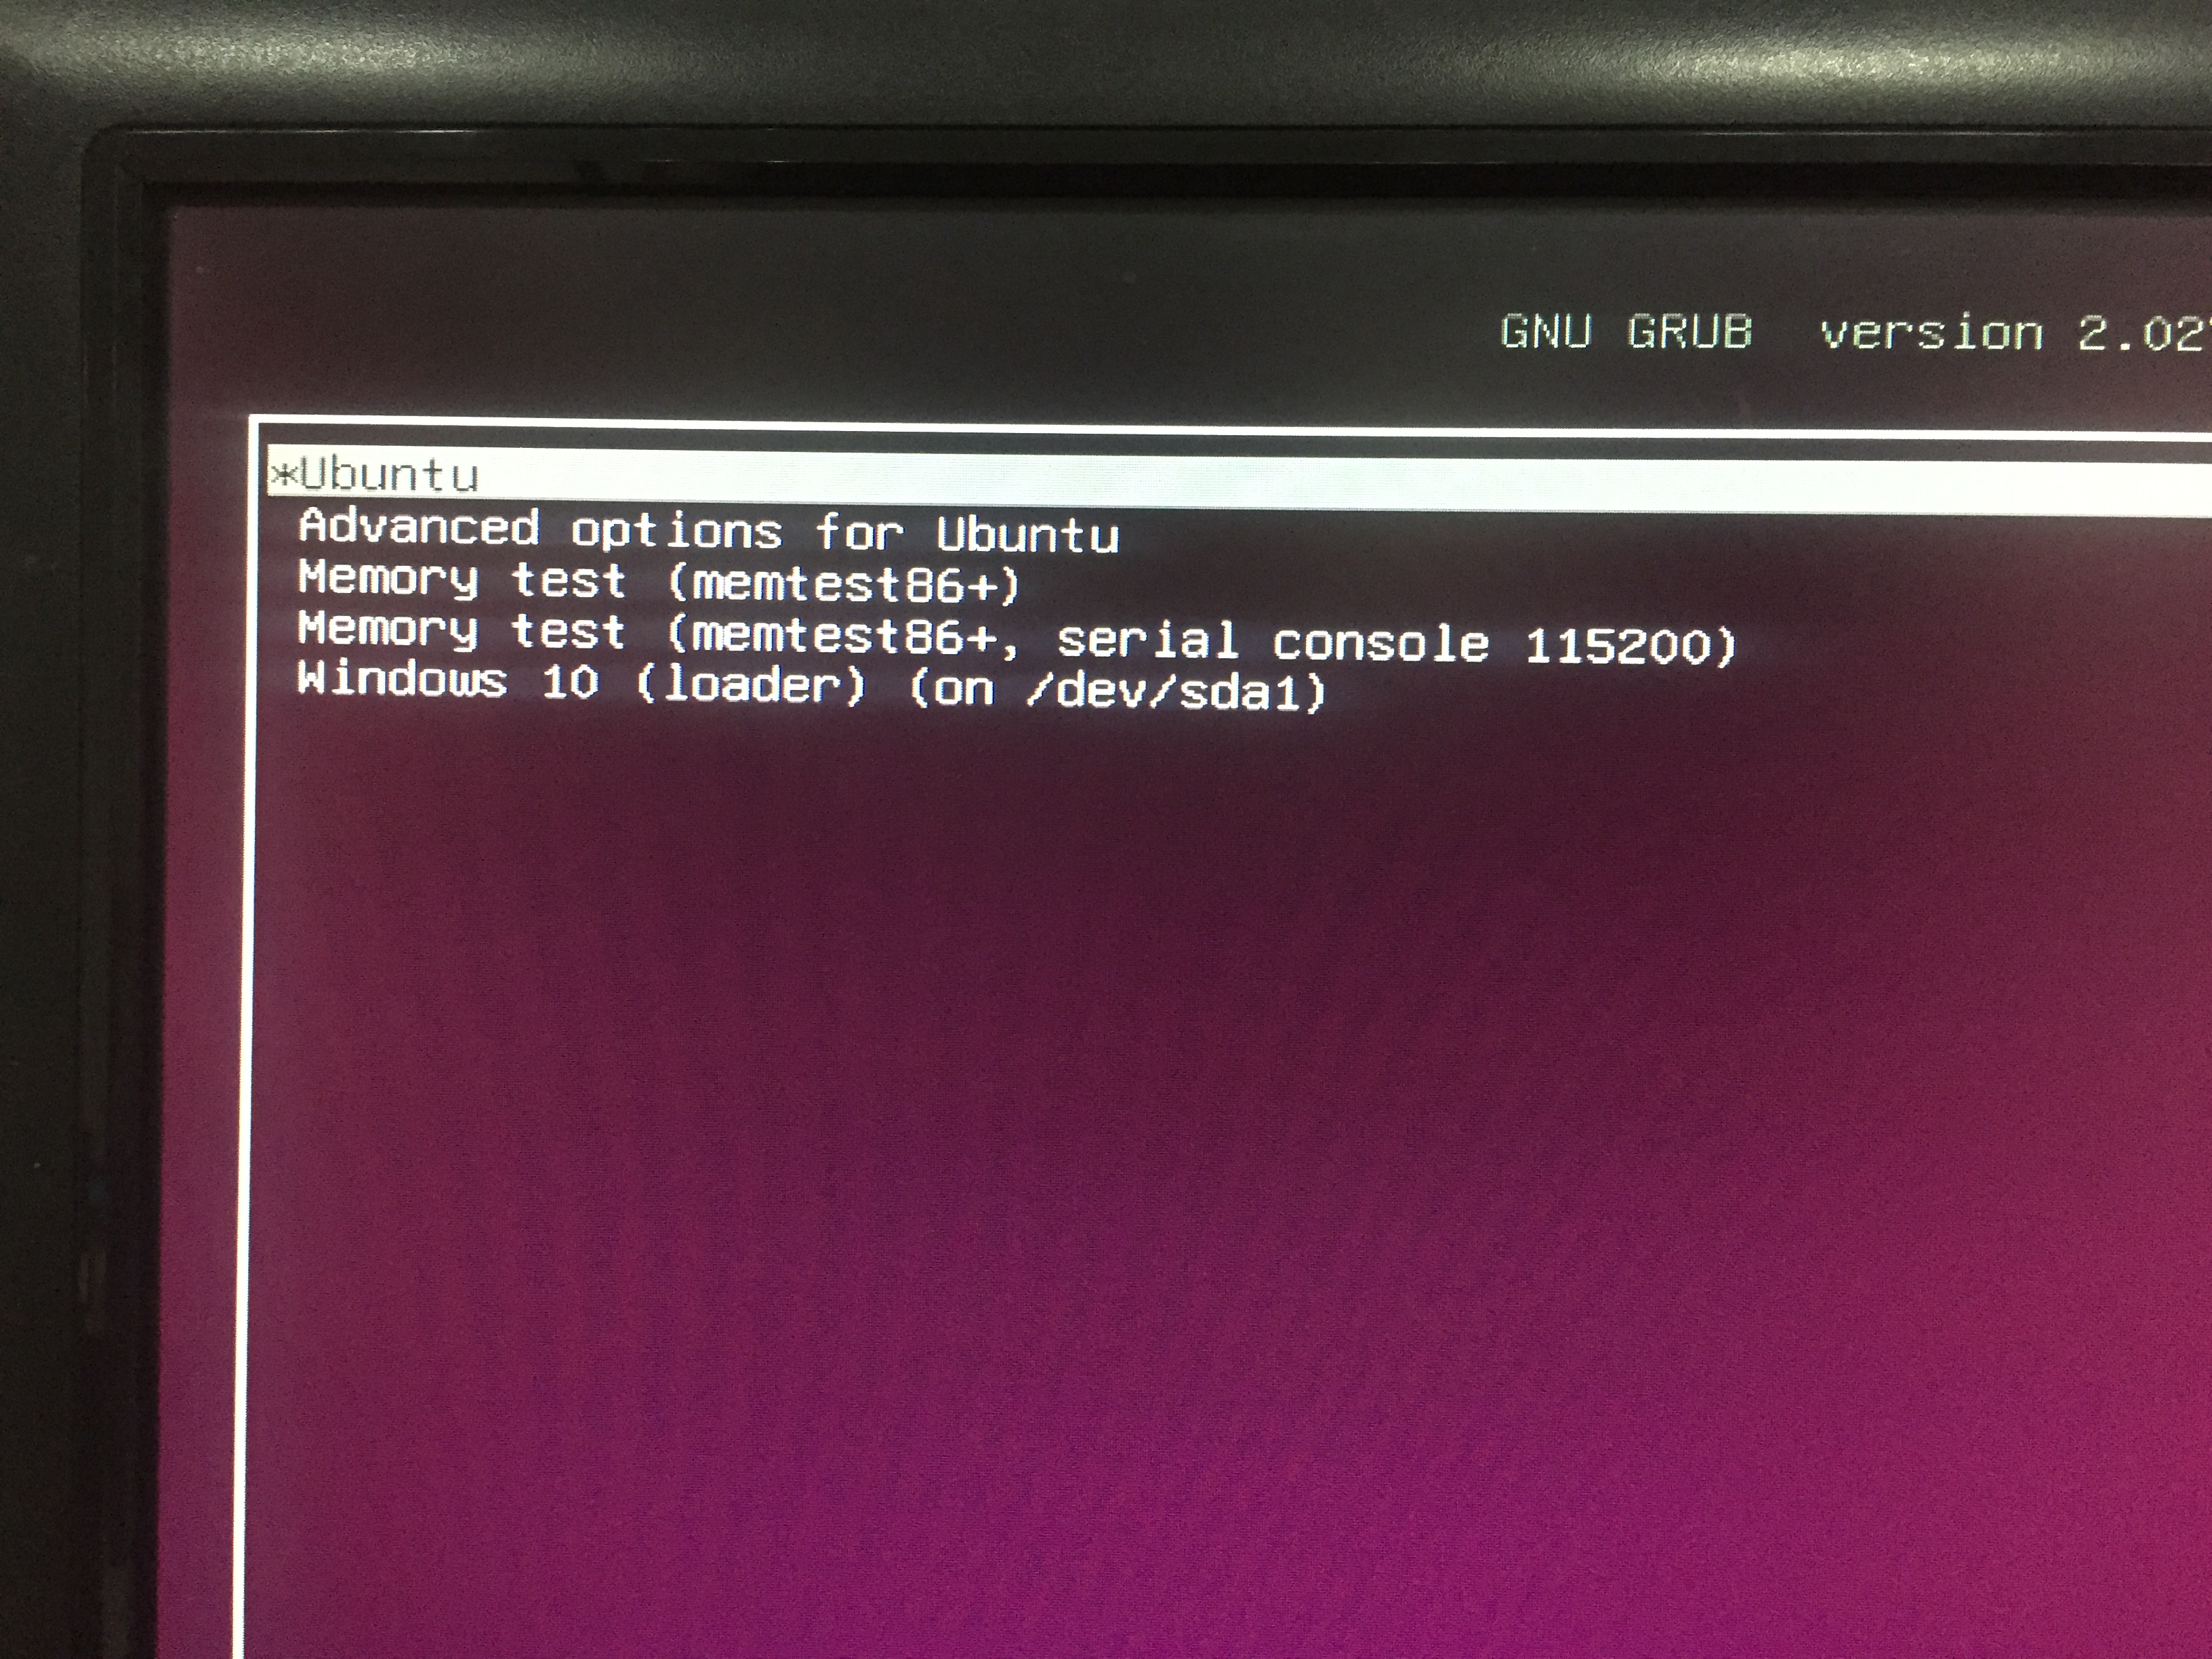 GNU GRUB version 2.02
*Ubuntu
Advanced options for Ubuntu
Memory test (memtest86+)
Memory test (memtest86+, serial console 115200)
Windows 10 (loader) (on /dev/sda1)